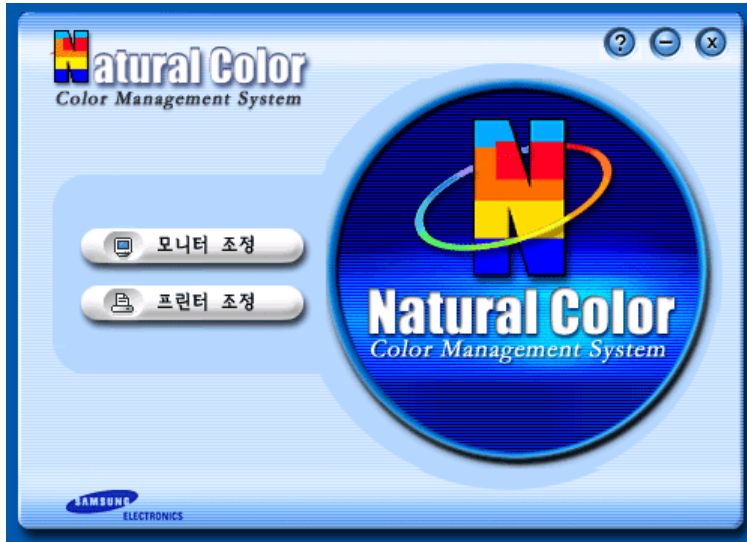 Natural Color
Color Management System
? − x
모니터 조정
프린터 조정
N
Natural Color
Color Management System
SAMSUNG
ELECTRONICS